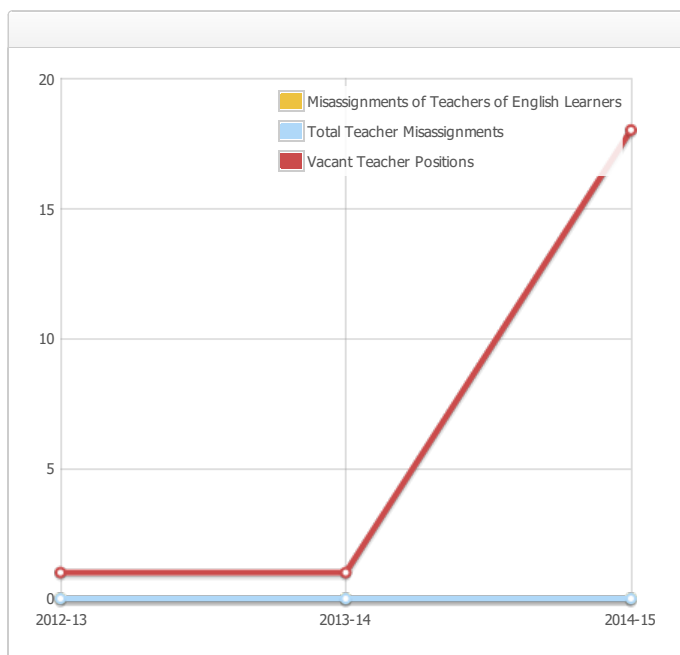 20
Misassignments of Teachers of English Learners
Total Teacher Misassignments
Vacant Teacher Positions
15
10
5
0
2012-13 2013-14 2014-15